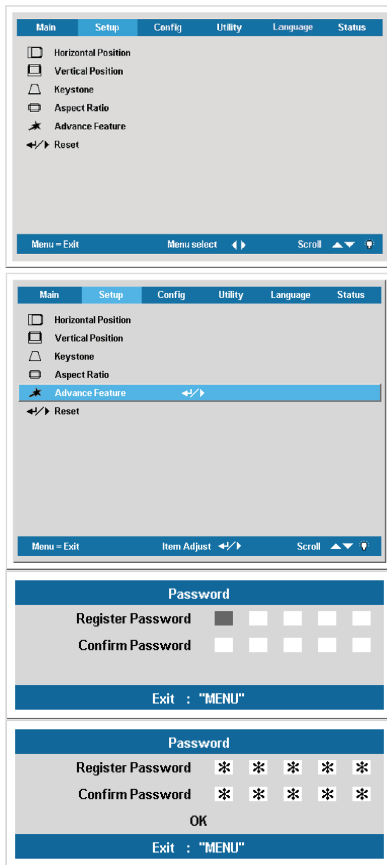 Main Setup Config Utility Language Status
Horizontal Position
Vertical Position
Keystone
Aspect Ratio
Advance Feature
Reset
Menu = Exit Menu select Scroll
Main Setup Config Utility Language Status
Horizontal Position
Vertical Position
Keystone
Aspect Ratio
Advance Feature
Reset
Menu = Exit Item Adjust Scroll
Password
Register Password
Confirm Password
Exit : "MENU"
Password
Register Password * * * * *
Confirm Password * * * * *
OK
Exit : "MENU"